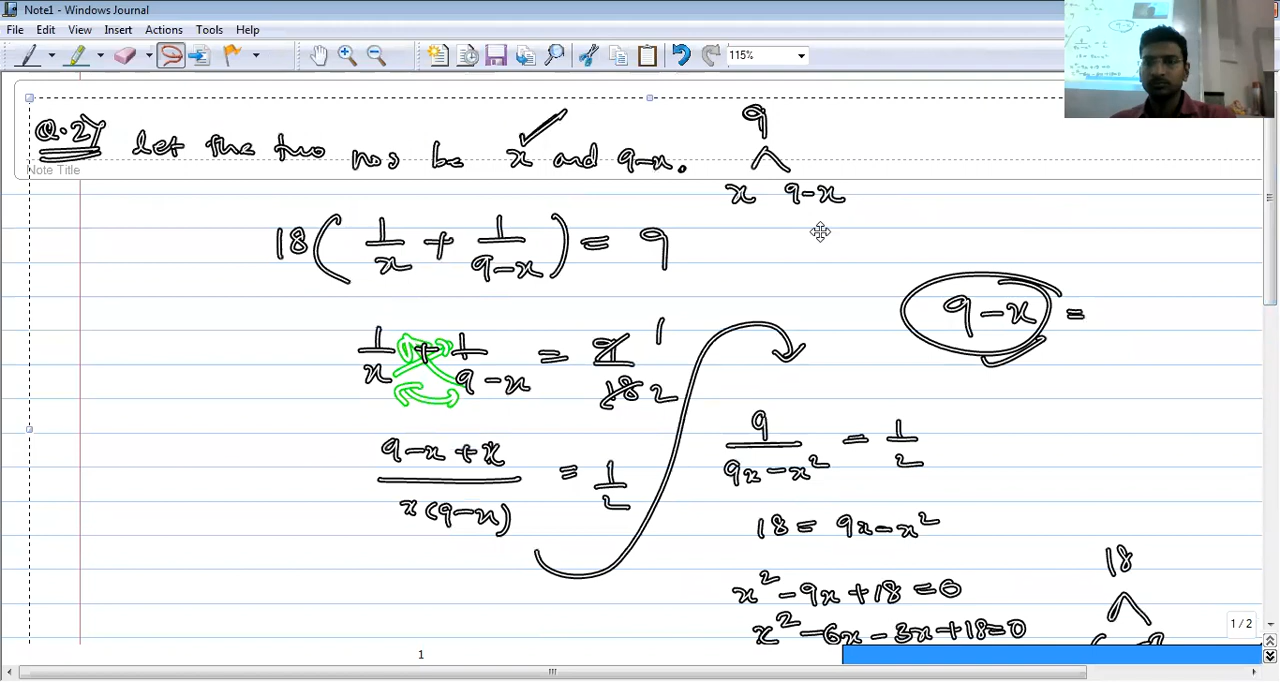 Note1 - Windows Journal
File Edit View Insert Actions Tools Help
115%
Q.27 let the two no.s be x and 9-x.
Note Title
9
x 9-x
18 ( 1/x + 1/(9-x) ) = 9
9-x =
1/x + 1/(9-x) = 9/18 1 2
(9-x+x)/(x(9-x)) = 1/2
9/(9x-x²) = 1/2
18 = 9x-x²
x²-9x+18=0
18
x²-6x-3x+18=0
1 / 2
1